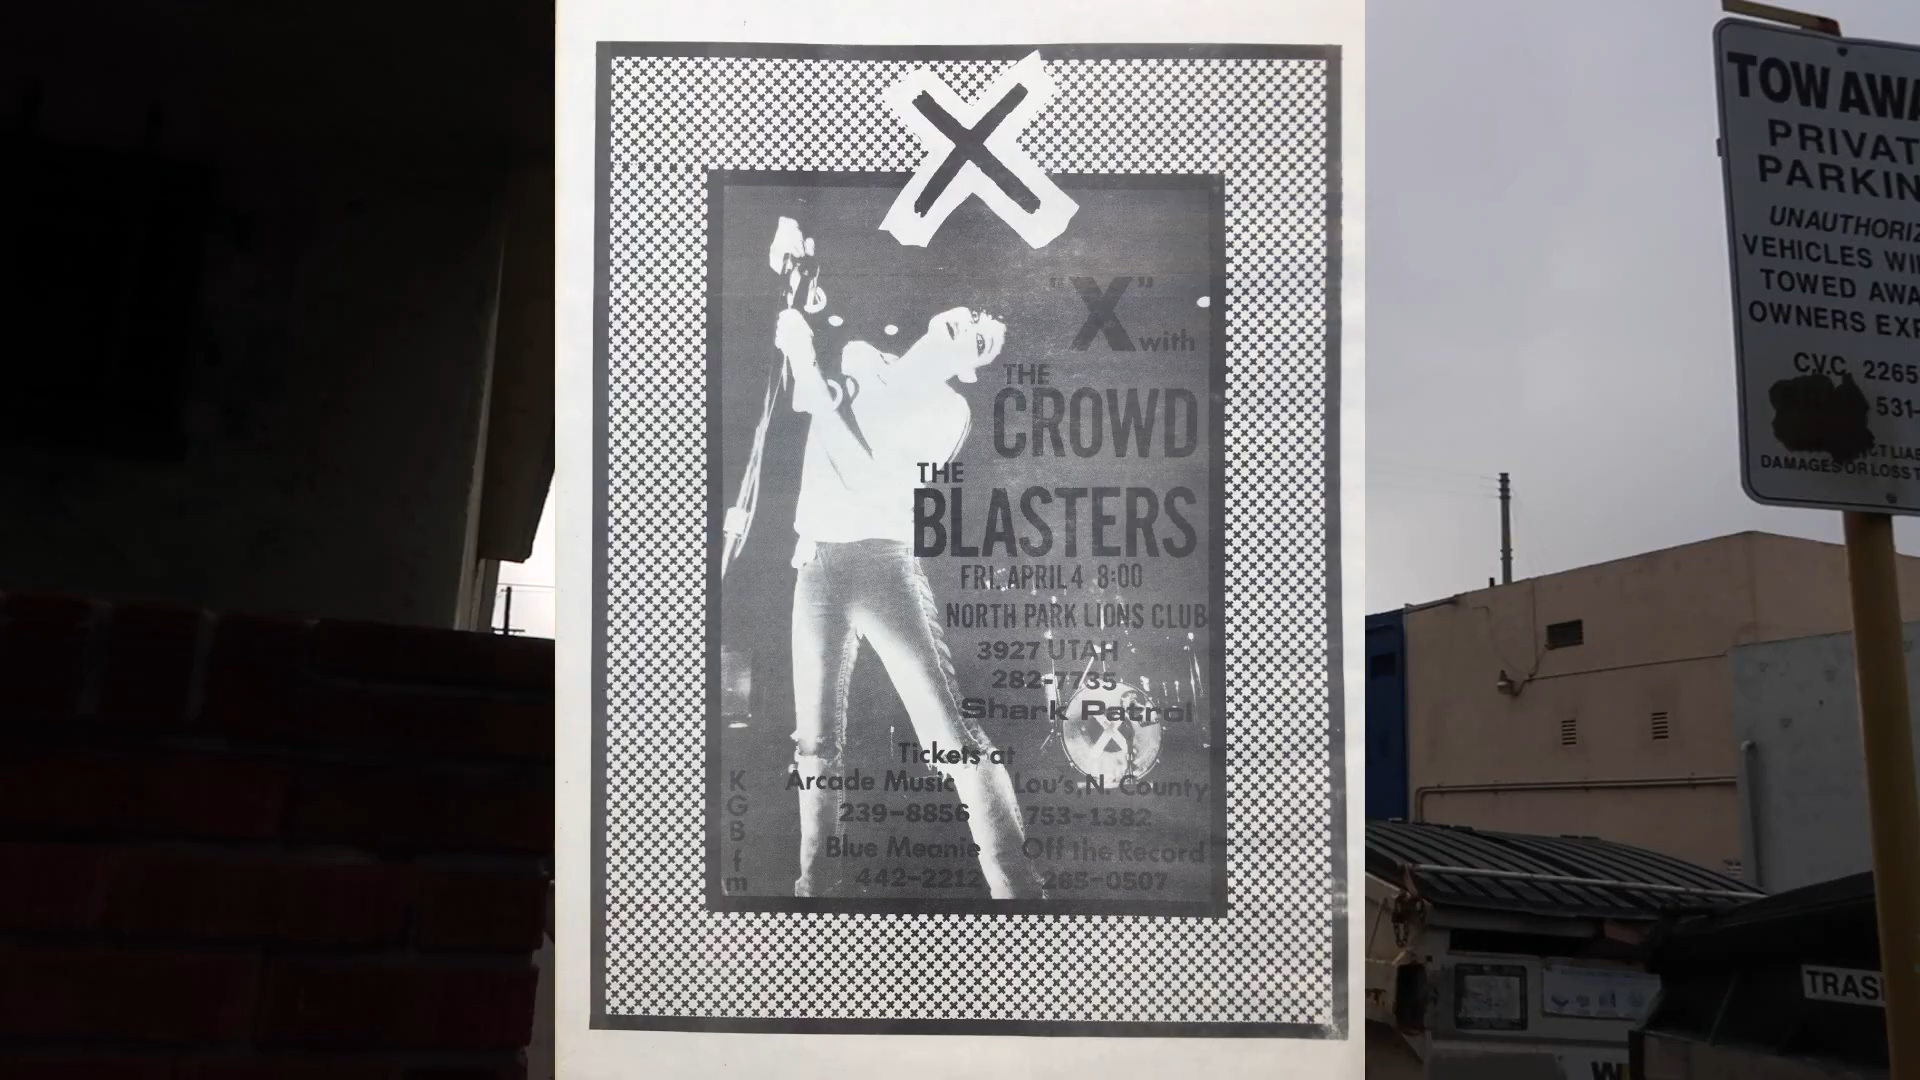 X
"X" with
THE
CROWD
THE
BLASTERS
FRI. APRIL 4 8:00
NORTH PARK LIONS CLUB
3927 UTAH
282-7735
Shark Patrol
Tickets at
Arcade Music
239-8856
Lou's, N. County
753-1382
Blue Meanie
442-2212
Off the Record
265-0507
KGB fm
X
TOW AWA
PRIVAT
PARKIN
UNAUTHORIZ
VEHICLES WI
TOWED AWA
OWNERS EXP
C.V.C. 2265
531-
CT LIAB
DAMAGES OR LOSS T
TRAS
W